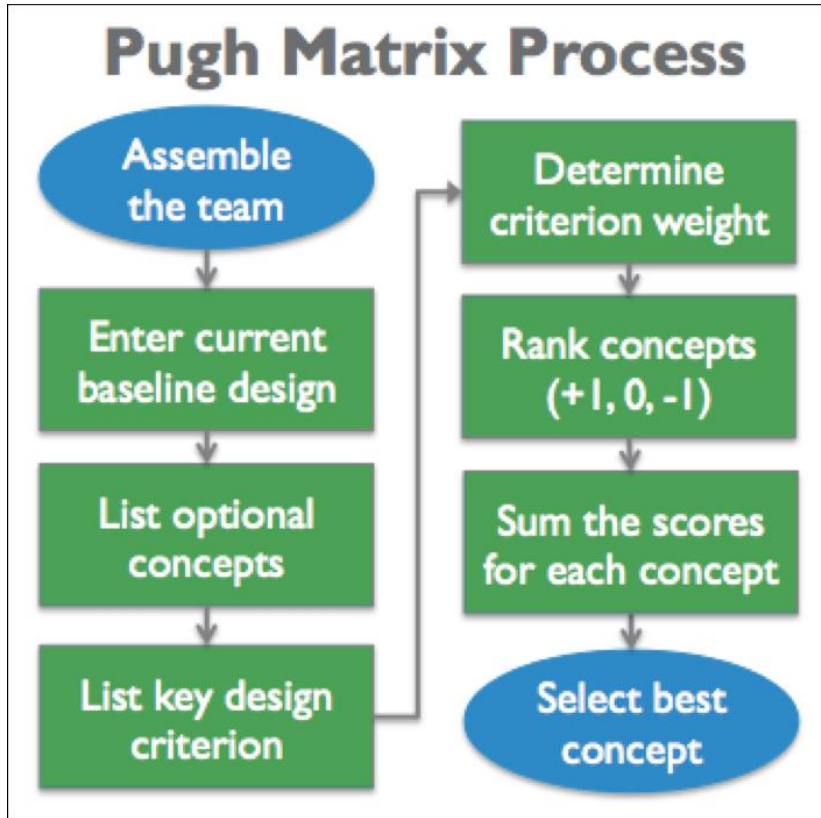 Pugh Matrix Process
Assemble
the team
Enter current
baseline design
List optional
concepts
List key design
criterion
Determine
criterion weight
Rank concepts
(+1, 0, -1)
Sum the scores
for each concept
Select best
concept